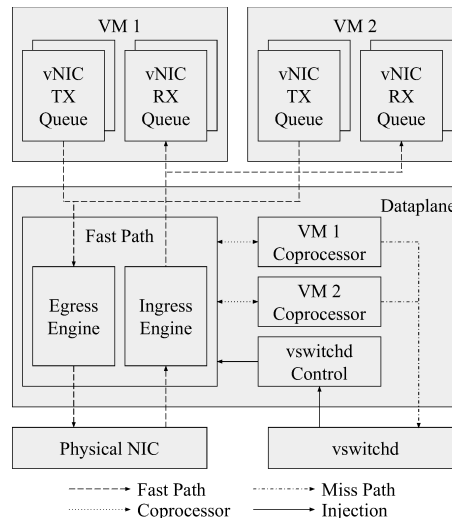 VM 1
VM 2
vNIC
TX
Queue
vNIC
RX
Queue
vNIC
TX
Queue
vNIC
RX
Queue
Dataplane
Fast Path
VM 1
Coprocessor
Egress
Engine
Ingress
Engine
VM 2
Coprocessor
vswitchd
Control
Physical NIC
vswitchd
Fast Path
Miss Path
Coprocessor
Injection